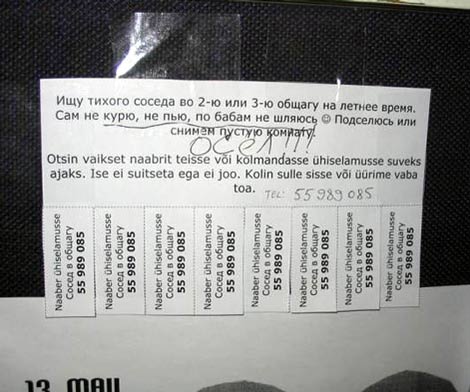 Ищу тихого соседа во 2-ю или 3-ю общагу на летнее время.
Сам не курю, не пью, по бабам не шляюсь ☺ Подселюсь или
снимем пустую комнату.
ОСЁЛ!!!
Otsin vaikset naabrit teisse või kolmandasse ühiselamusse suveks
ajaks. Ise ei suitseta ega ei joo. Kolin sulle sisse või üürime vaba
toa. TEL: 55 989 085
Naaber ühiselamusse
Сосед в общагу
55 989 085
Naaber ühiselamusse
Сосед в общагу
55 989 085
Naaber ühiselamusse
Сосед в общагу
55 989 085
Naaber ühiselamusse
Сосед в общагу
55 989 085
Naaber ühiselamusse
Сосед в общагу
55 989 085
Naaber ühiselamusse
Сосед в общагу
55 989 085
Naaber ühiselamusse
Сосед в общагу
55 989 085
Naaber ühiselamusse
Сосед в общагу
55 989 085
13 МАЦ